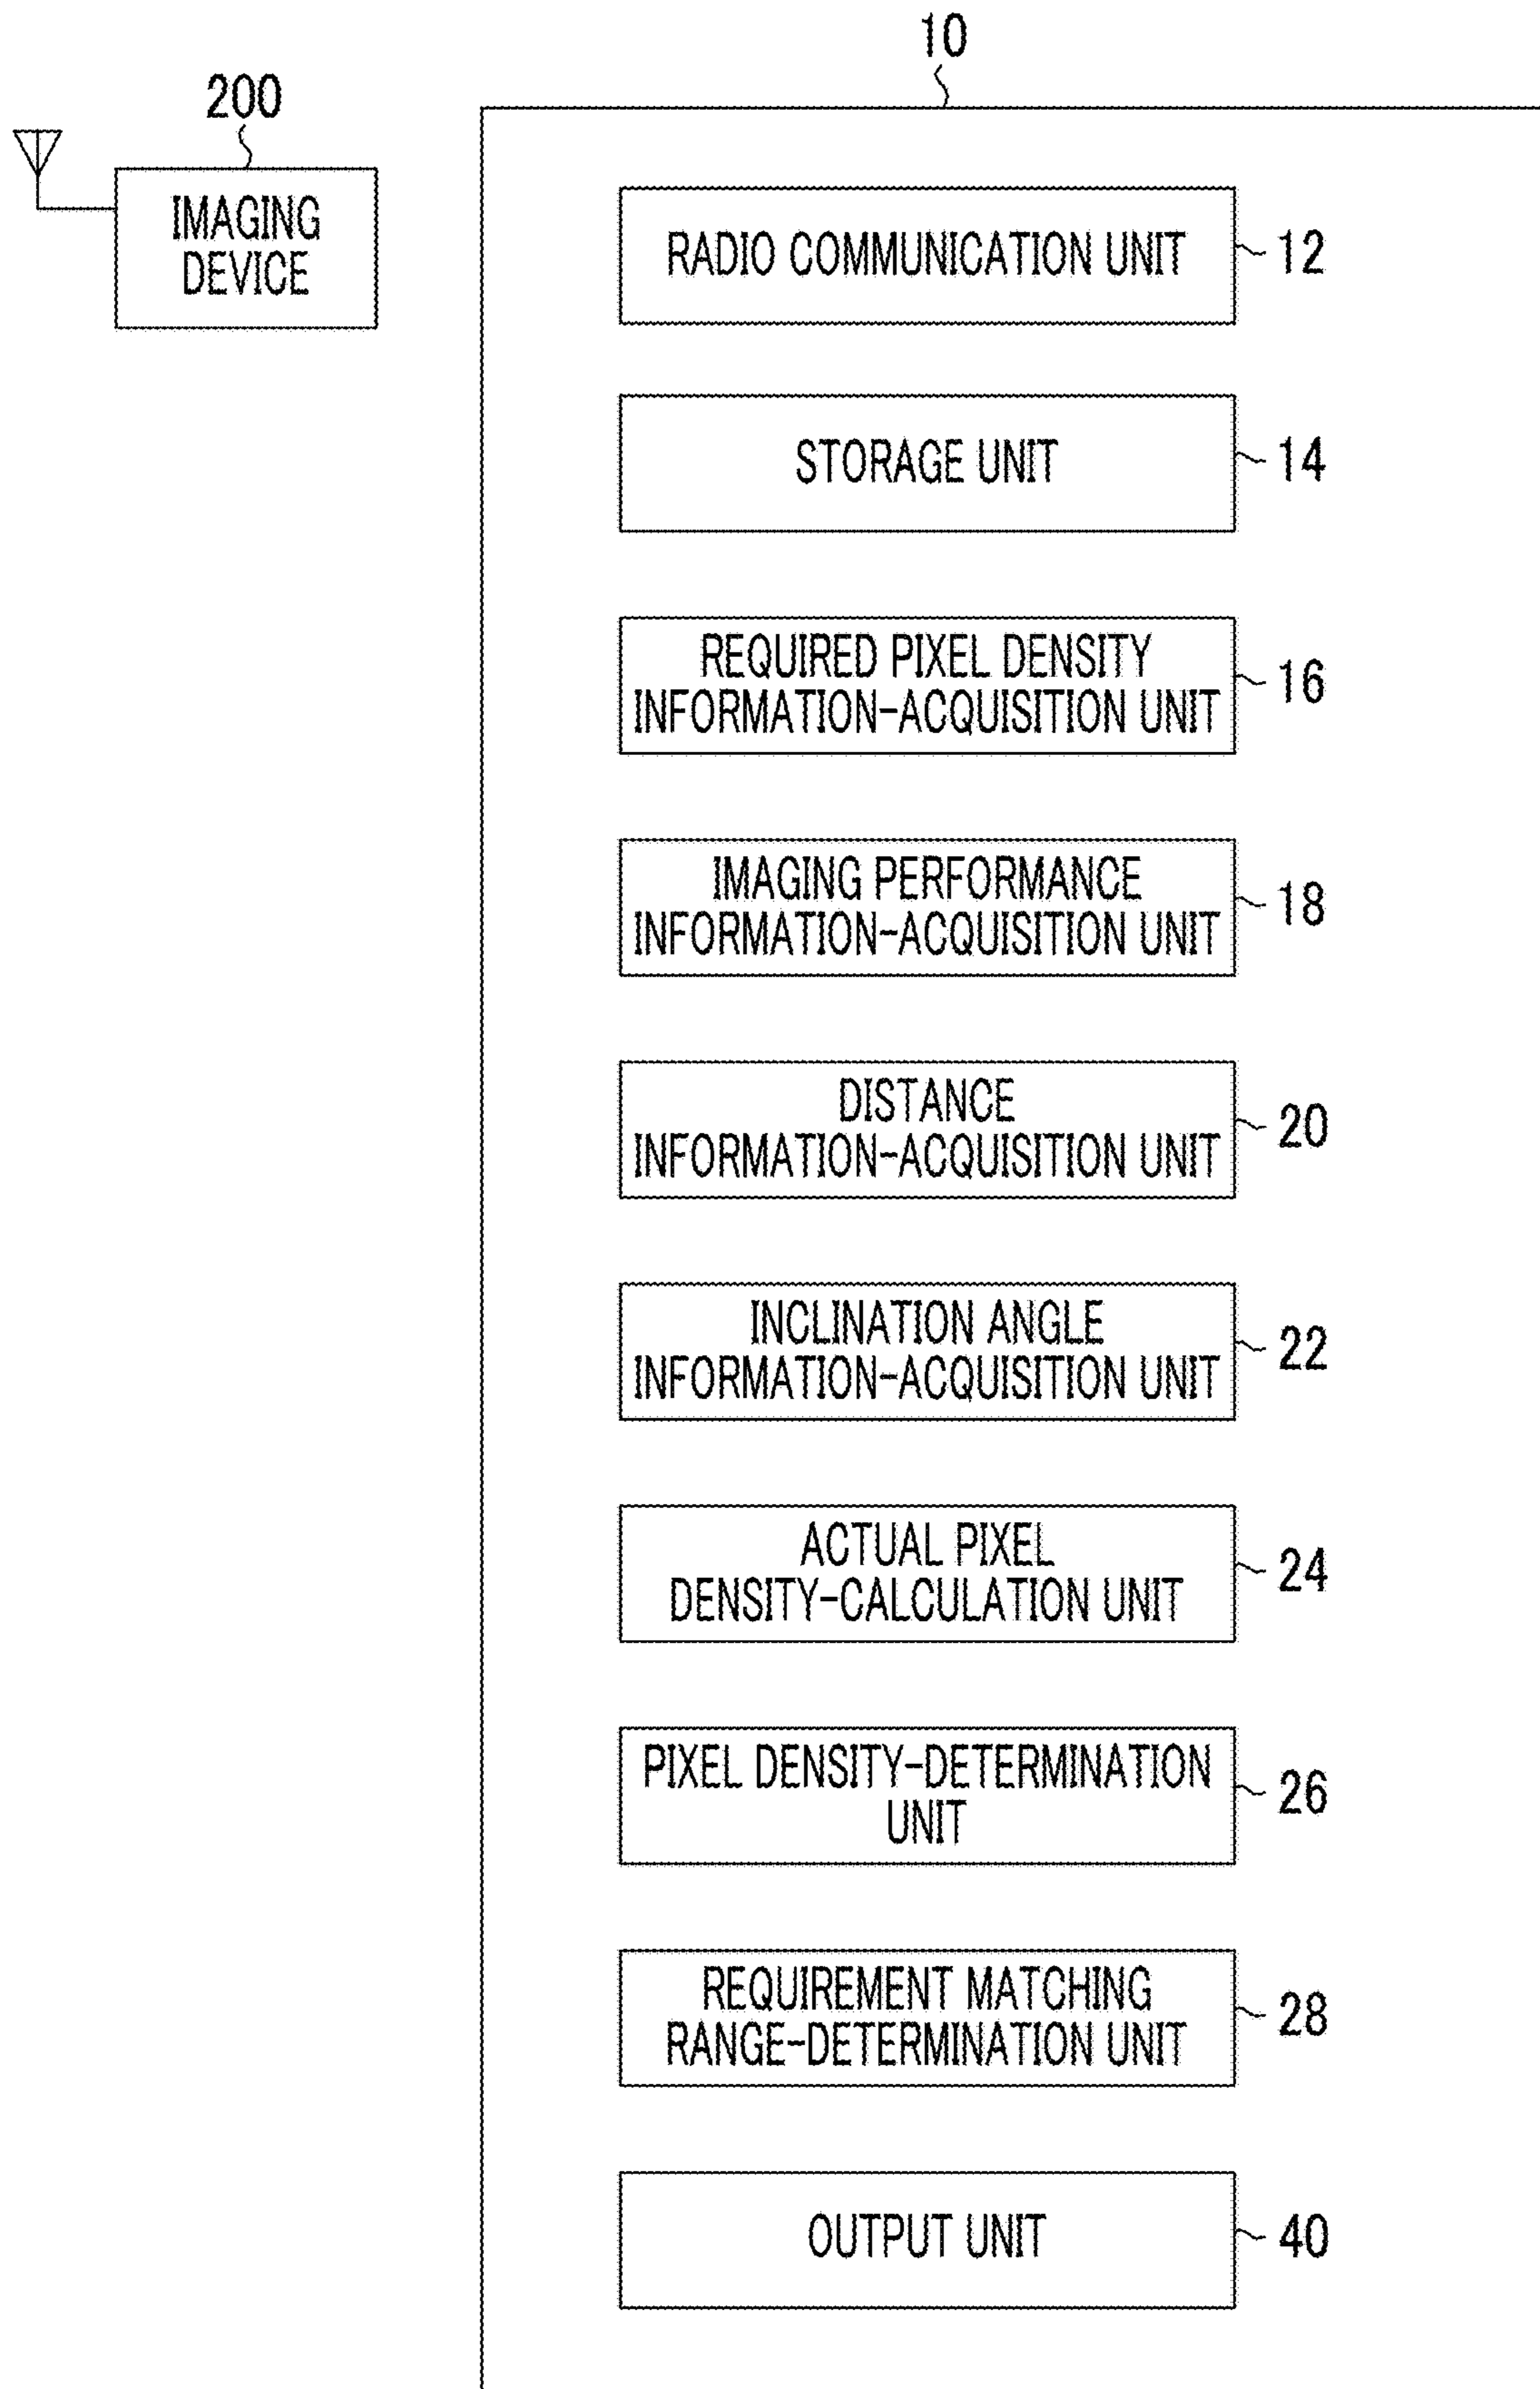 10
200
IMAGING
DEVICE
RADIO COMMUNICATION UNIT
12
STORAGE UNIT
14
REQUIRED PIXEL DENSITY
INFORMATION-ACQUISITION UNIT
16
IMAGING PERFORMANCE
INFORMATION-ACQUISITION UNIT
18
DISTANCE
INFORMATION-ACQUISITION UNIT
20
INCLINATION ANGLE
INFORMATION-ACQUISITION UNIT
22
ACTUAL PIXEL
DENSITY-CALCULATION UNIT
24
PIXEL DENSITY-DETERMINATION
UNIT
26
REQUIREMENT MATCHING
RANGE-DETERMINATION UNIT
28
OUTPUT UNIT
40